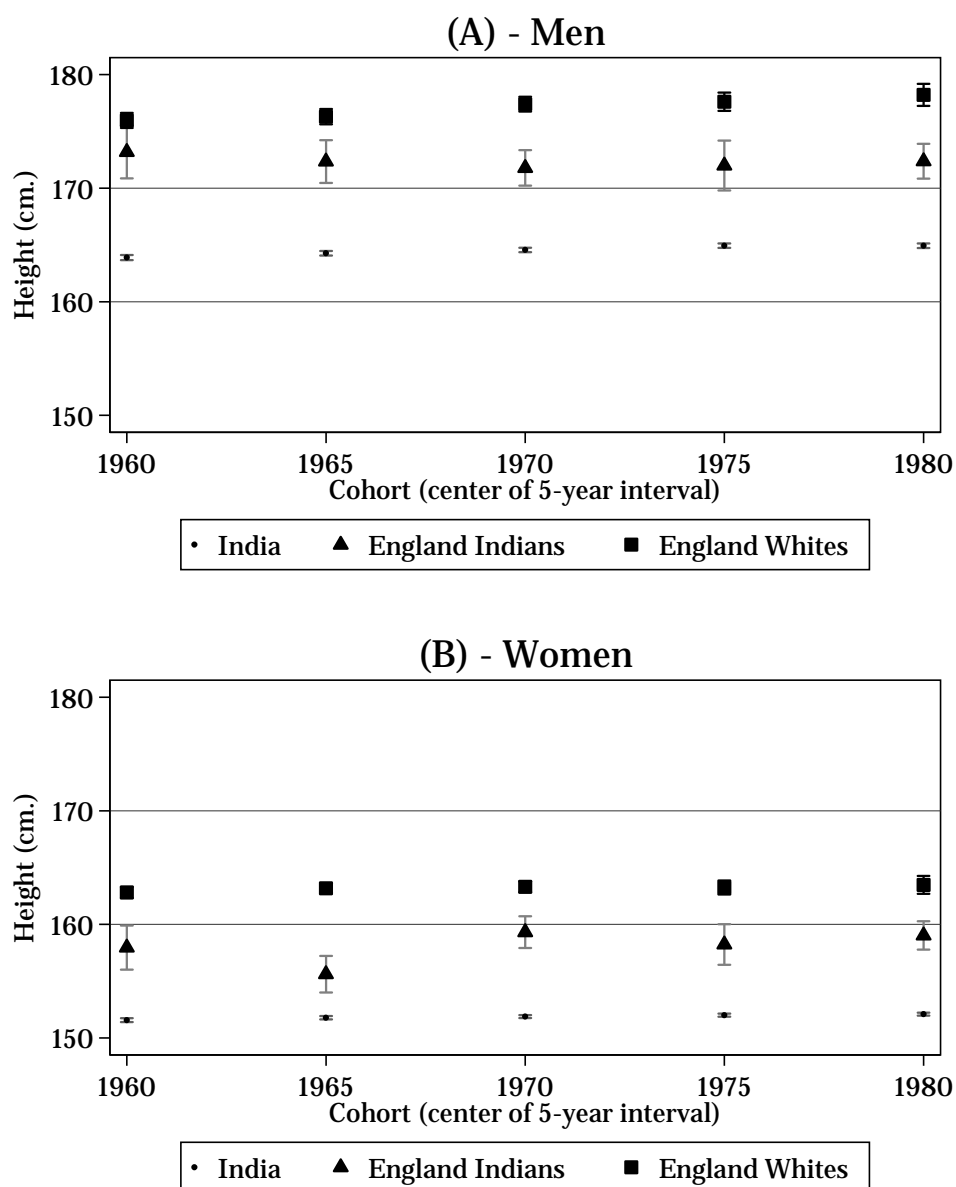 (A) - Men
180
170
160
150
Height (cm.)
1960 1965 1970 1975 1980
Cohort (center of 5-year interval)
India England Indians England Whites
(B) - Women
180
170
160
150
Height (cm.)
1960 1965 1970 1975 1980
Cohort (center of 5-year interval)
India England Indians England Whites